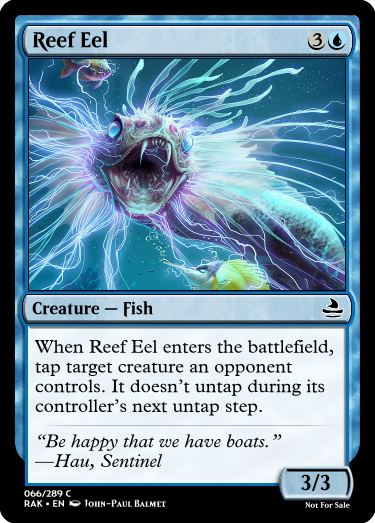 Reef Eel 3
Creature — Fish
When Reef Eel enters the battlefield,
tap target creature an opponent
controls. It doesn't untap during its
controller's next untap step.
“Be happy that we have boats.”
—Hau, Sentinel
3/3
066/289 C
RAK • EN John-Paul Balmet
Not For Sale